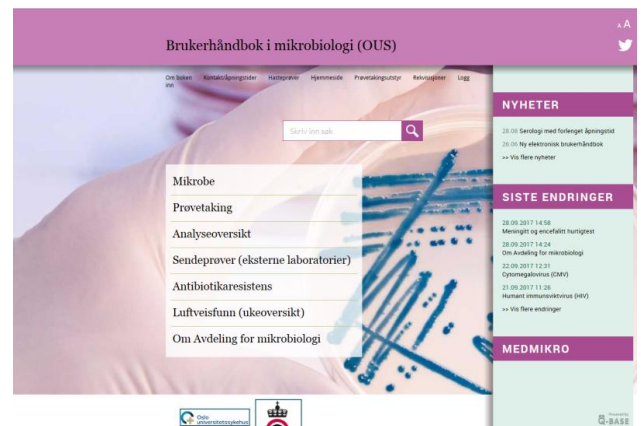 A A
Brukerhåndbok i mikrobiologi (OUS)
Om boken Kontakt/åpningstider Hasteprøver Hjemmeside Prøvetakingsutstyr Rekvisisjoner Logg
inn
Skriv inn søk
Mikrobe
Prøvetaking
Analyseoversikt
Sendeprøver (eksterne laboratorier)
Antibiotikaresistens
Luftveisfunn (ukeoversikt)
Om Avdeling for mikrobiologi
NYHETER
28.06 Serologi med forlenget åpningstid
26.06 Ny elektronisk brukerhåndbok
»» Vis flere nyheter
SISTE ENDRINGER
28.09.2017 14:58
Meningitt og encefalitt hurtigtest
28.09.2017 14:24
Om Avdeling for mikrobiologi
22.09.2017 12:31
Cytomegalovirus (CMV)
21.09.2017 11:26
Humant immunsviktvirus (HIV)
»» Vis flere endringer
MEDMIKRO
Oslo
universitetssykehus
Powered by
Q-BASE